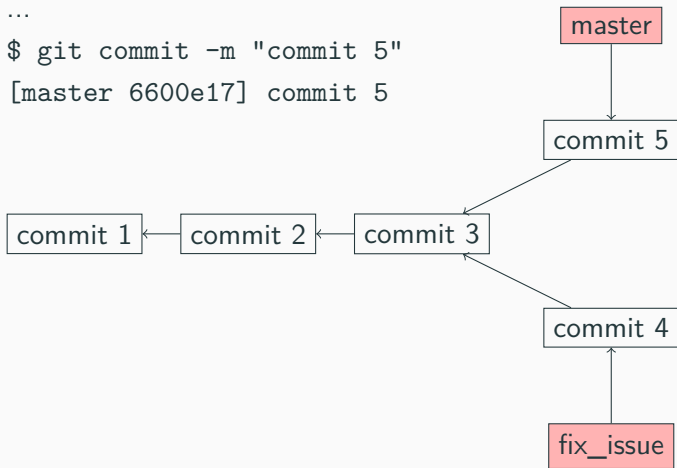 ...
$ git commit -m "commit 5"
[master 6600e17] commit 5
master
commit 5
commit 1
commit 2
commit 3
commit 4
fix_issue